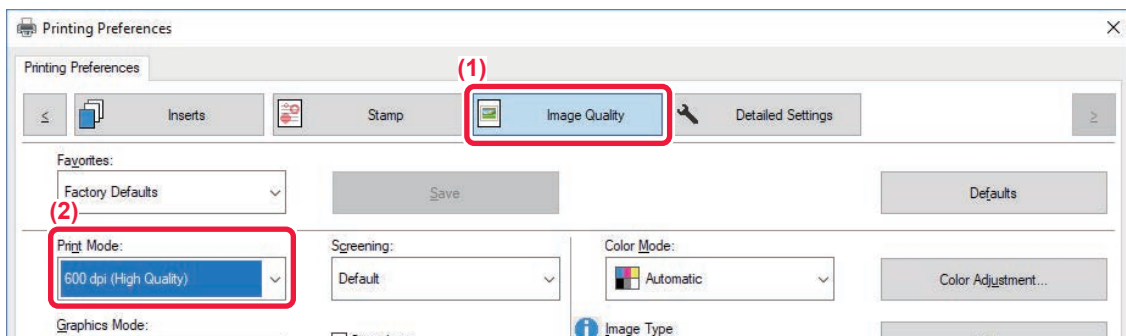 Printing Preferences
Printing Preferences
(1)
< Inserts Stamp Image Quality Detailed Settings >
Favorites:
Factory Defaults Save Defaults
(2)
Print Mode: Screening: Color Mode:
600 dpi (High Quality) Default Automatic Color Adjustment...
Graphics Mode: Image Type